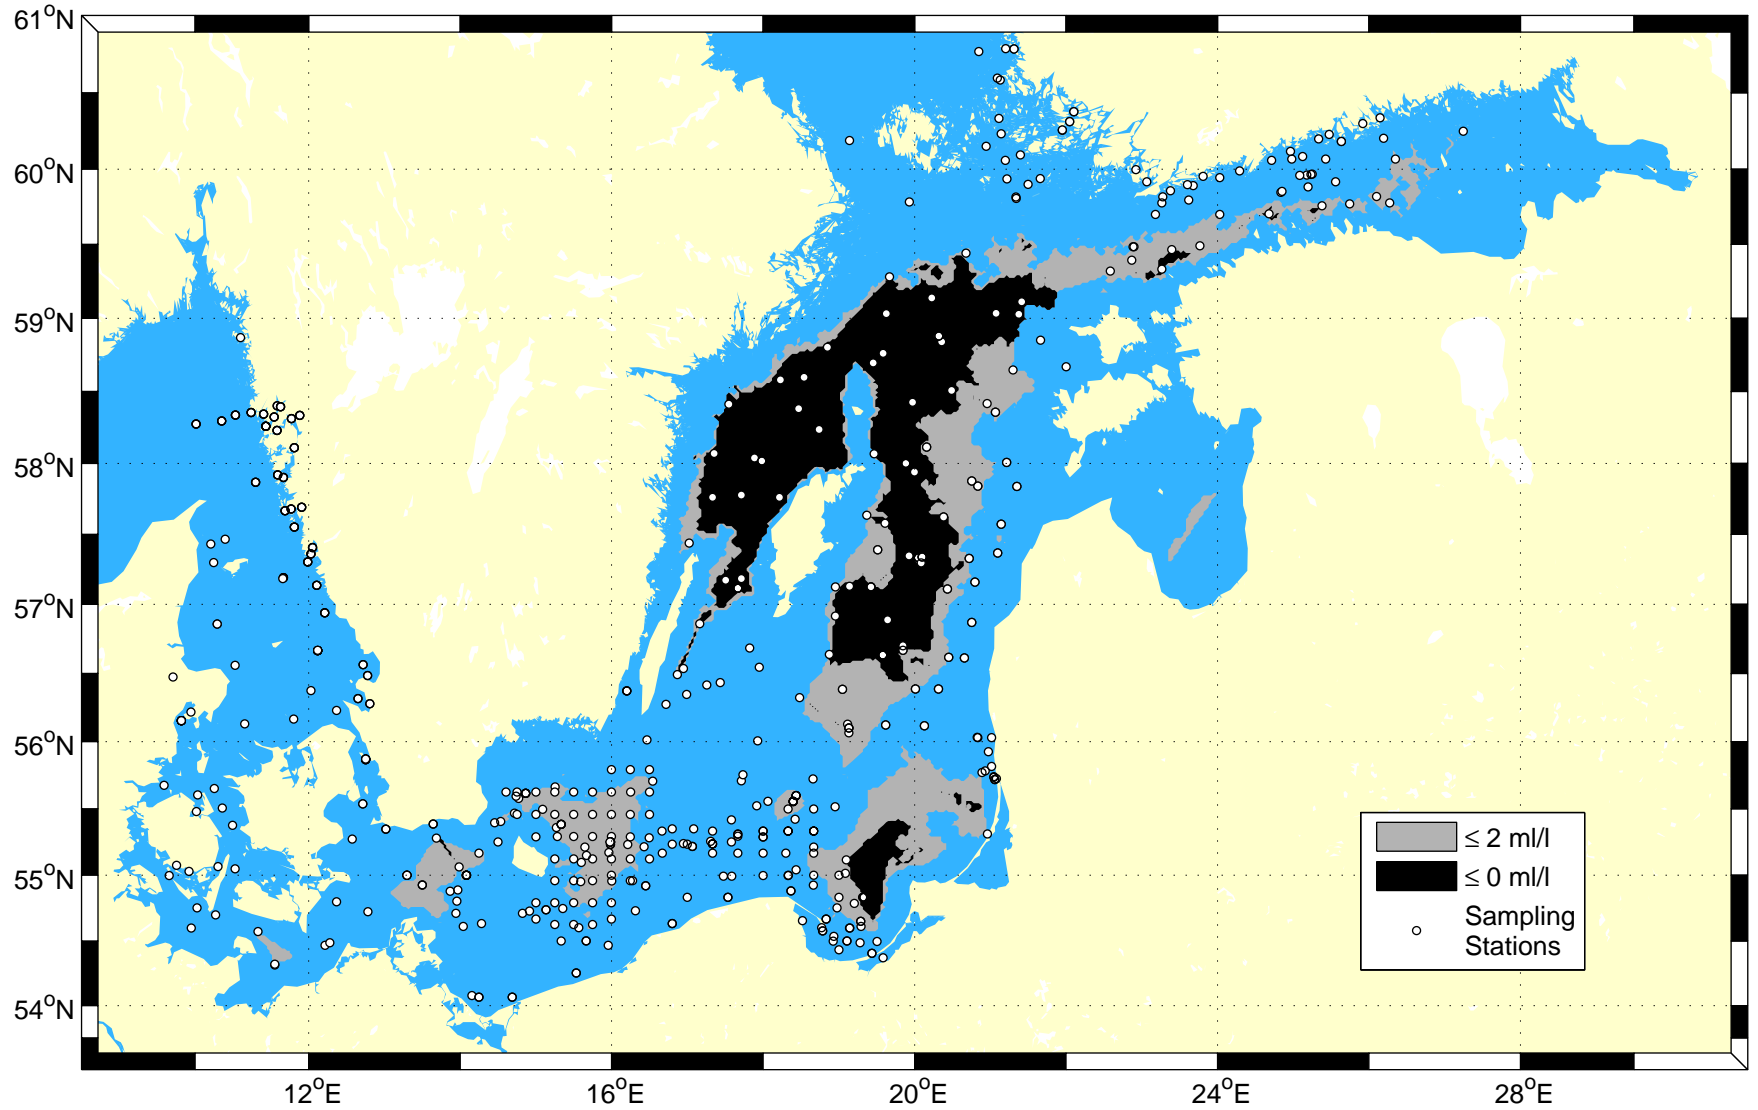 61°N
60°N
59°N
58°N
57°N
56°N
55°N
54°N
≤ 2 ml/l
≤ 0 ml/l
Sampling
Stations
12°E
16°E
20°E
24°E
28°E